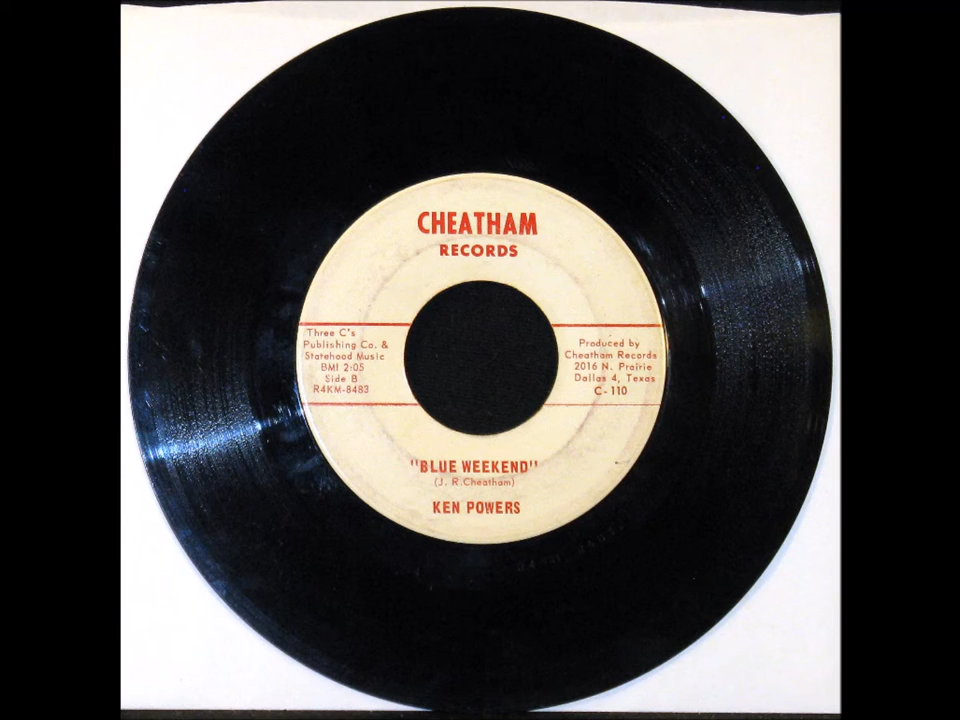 CHEATHAM
RECORDS
Three C's
Publishing Co. &
Statehood Music
BMI 2:05
Side B
R4KM-8483
Produced by
Cheatham Records
2016 N. Prairie
Dallas 4, Texas
C-110
"BLUE WEEKEND"
(J. R. Cheatham)
KEN POWERS